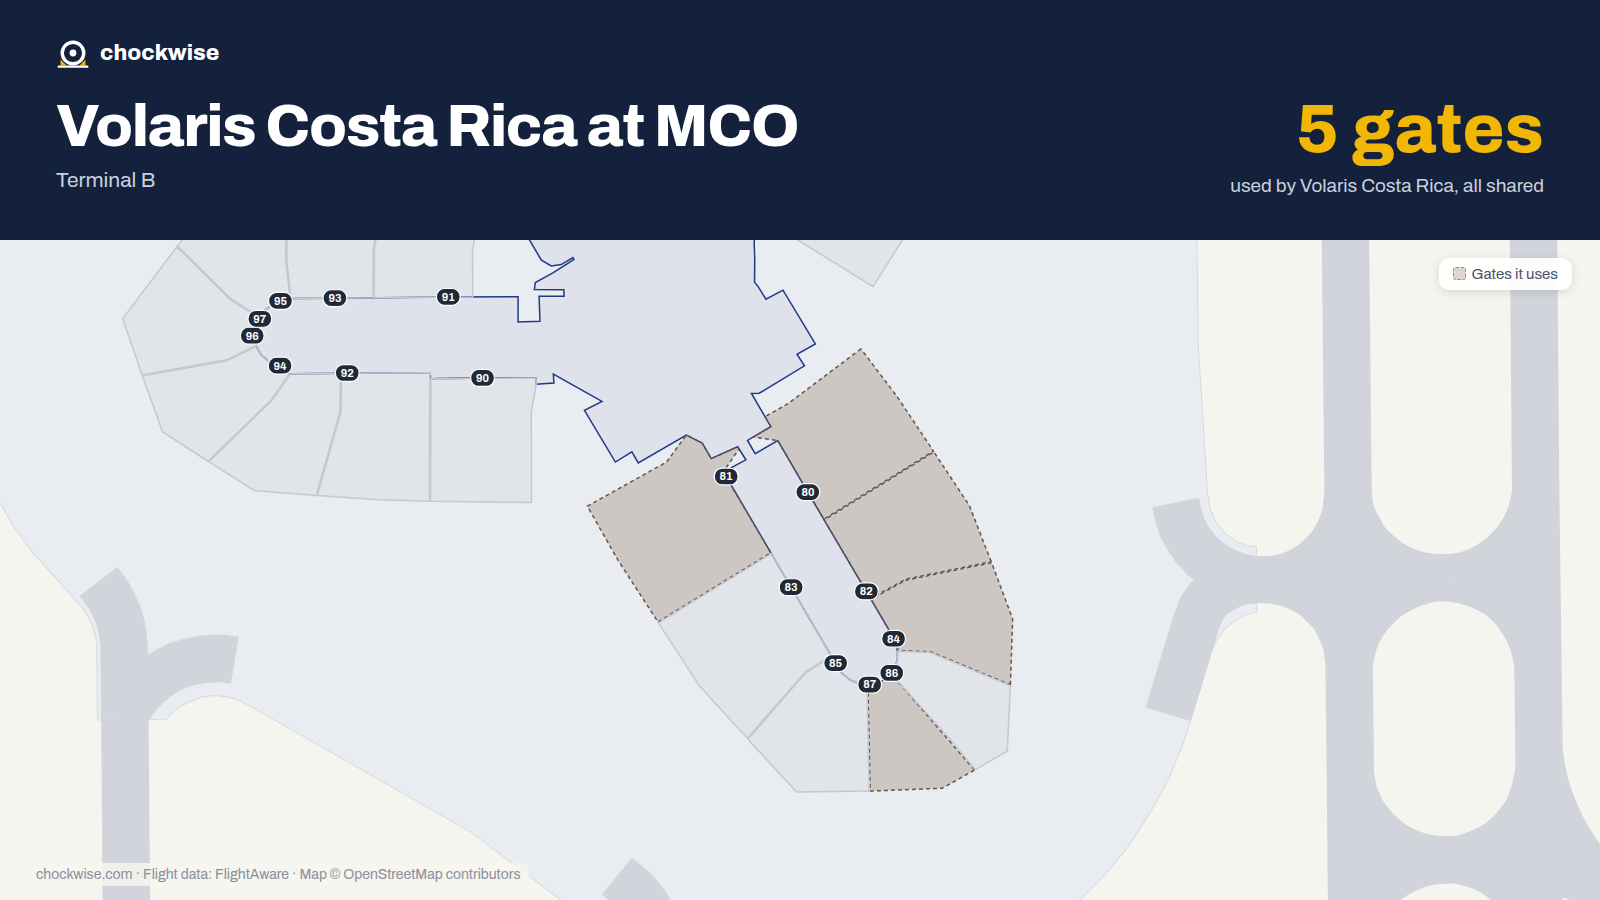 chockwise
Volaris Costa Rica at MCO
Terminal B
5 gates
used by Volaris Costa Rica, all shared
Gates it uses
95
93
91
97
96
94
92
90
81
80
83
82
84
85
86
87
chockwise.com · Flight data: FlightAware · Map © OpenStreetMap contributors